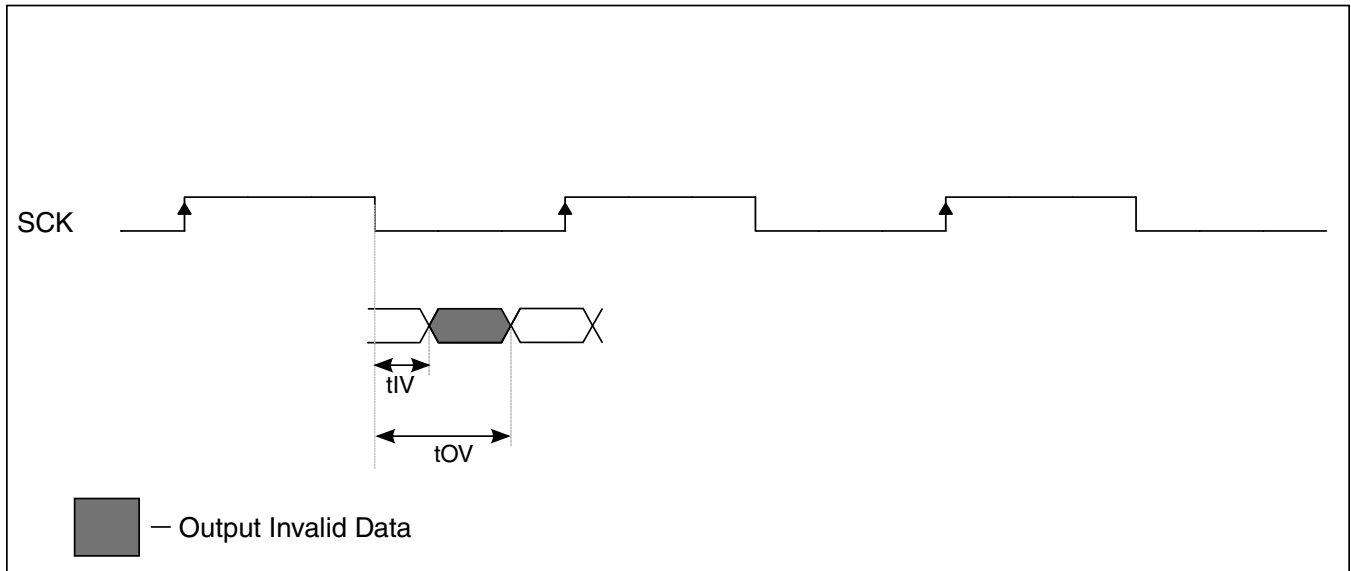 SCK
tIV
tOV
— Output Invalid Data